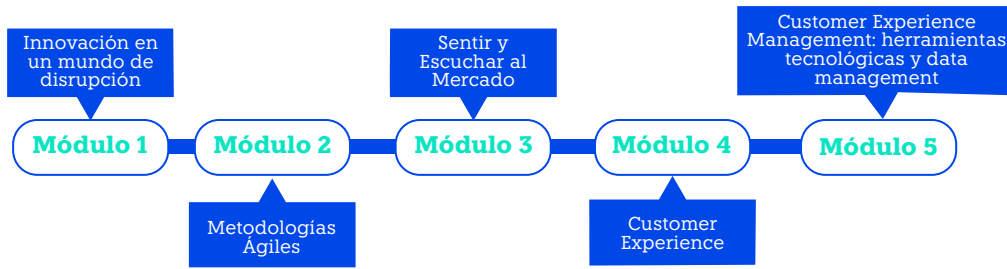 Innovación en
un mundo de
disrupción
Módulo 1
Metodologías
Ágiles
Módulo 2
Sentir y
Escuchar al
Mercado
Módulo 3
Customer
Experience
Módulo 4
Customer Experience
Management: herramientas
tecnológicas y data
management
Módulo 5